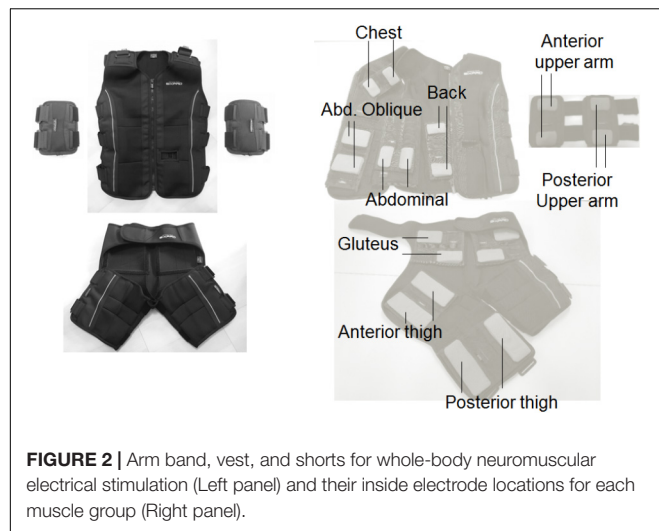 Chest
Anterior
upper arm
Back
Abd. Oblique
Abdominal
Posterior
Upper arm
Gluteus
Anterior thigh
Posterior thigh
FIGURE 2 | Arm band, vest, and shorts for whole-body neuromuscular
electrical stimulation (Left panel) and their inside electrode locations for each
muscle group (Right panel).